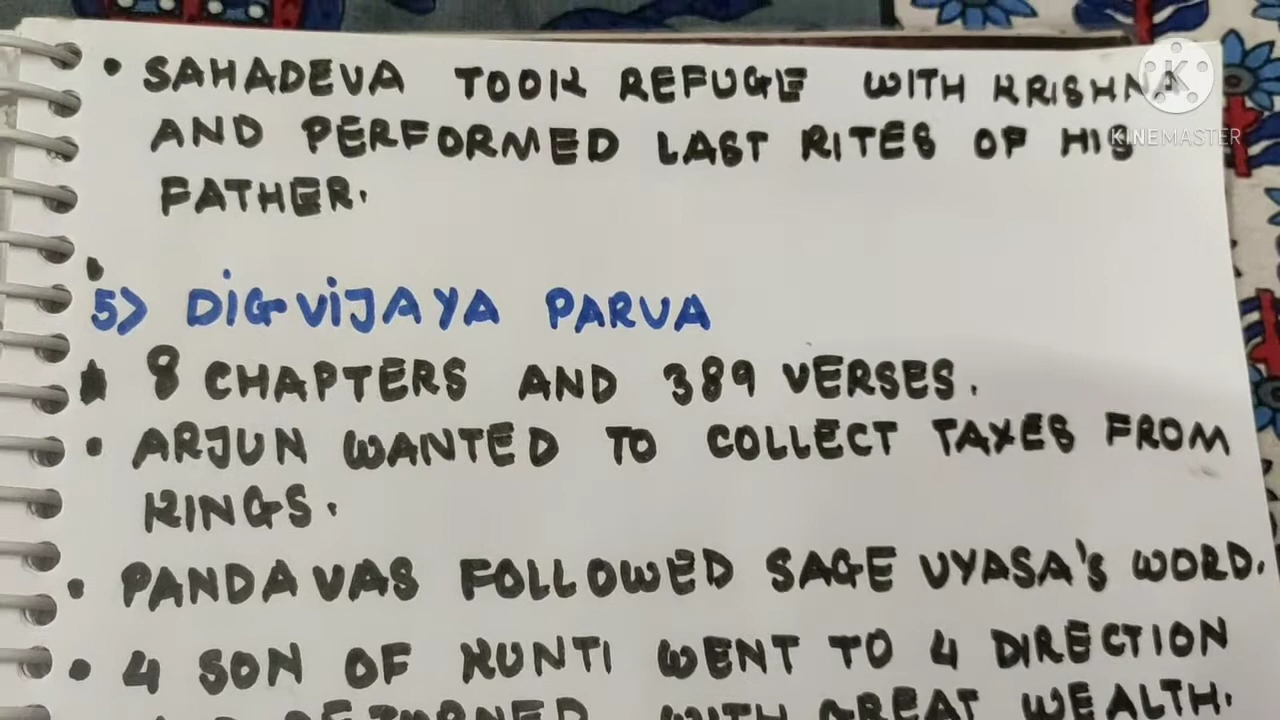 • SAHADEVA TOOK REFUGE WITH KRISHNA
AND PERFORMED LAST RITES OF HIS
FATHER.
K
KINEMASTER
5) DIGVIJAYA PARVA
• 8 CHAPTERS AND 389 VERSES.
• ARJUN WANTED TO COLLECT TAXES FROM
KINGS.
• PANDAVAS FOLLOWED SAGE VYASA'S WORD.
• 4 SON OF KUNTI WENT TO 4 DIRECTION
AND RETURNED WITH GREAT WEALTH.